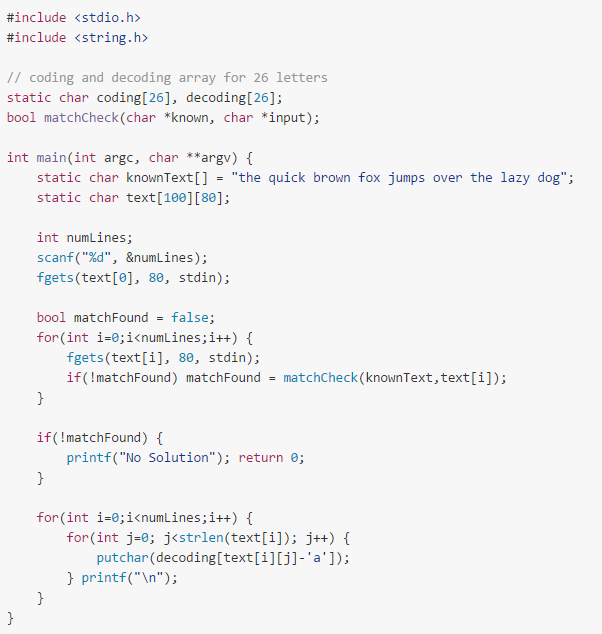 #include <stdio.h>
#include <string.h>
// coding and decoding array for 26 letters
static char coding[26], decoding[26];
bool matchCheck(char *known, char *input);
int main(int argc, char **argv) {
    static char knownText[] = "the quick brown fox jumps over the lazy dog";
    static char text[100][80];
    int numLines;
    scanf("%d", &numLines);
    fgets(text[0], 80, stdin);
    bool matchFound = false;
    for(int i=0;i<numLines;i++) {
        fgets(text[i], 80, stdin);
        if(!matchFound) matchFound = matchCheck(knownText,text[i]);
    }
    if(!matchFound) {
        printf("No Solution"); return 0;
    }
    for(int i=0;i<numLines;i++) {
        for(int j=0; j<strlen(text[i]); j++) {
            putchar(decoding[text[i][j]-'a']);
        } printf("\n");
    }
}